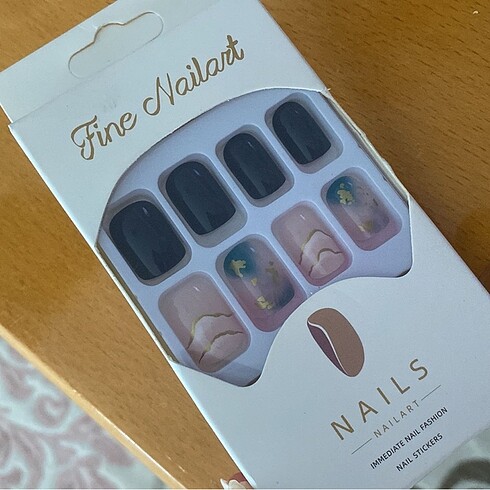 Fine Nailart
NAILS
NAILART
IMMEDIATE NAIL FASHION
NAIL STICKERS